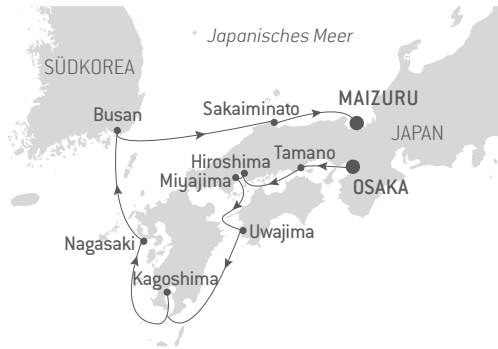 Japanisches Meer
SÜDKOREA
Busan
Sakaiminato
MAIZURU
JAPAN
Hiroshima
Tamano
Miyajima
OSAKA
Uwajima
Nagasaki
Kagoshima